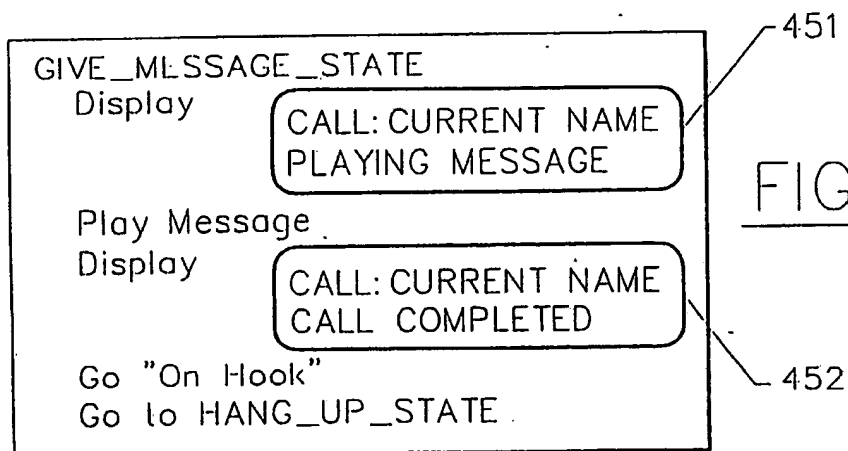 451
GIVE_MLSSAGE_STATE
Display
CALL: CURRENT NAME
PLAYING MESSAGE
FIG
Play Message
Display
CALL: CURRENT NAME
CALL COMPLETED
452
Go "On Hook"
Go to HANG_UP_STATE